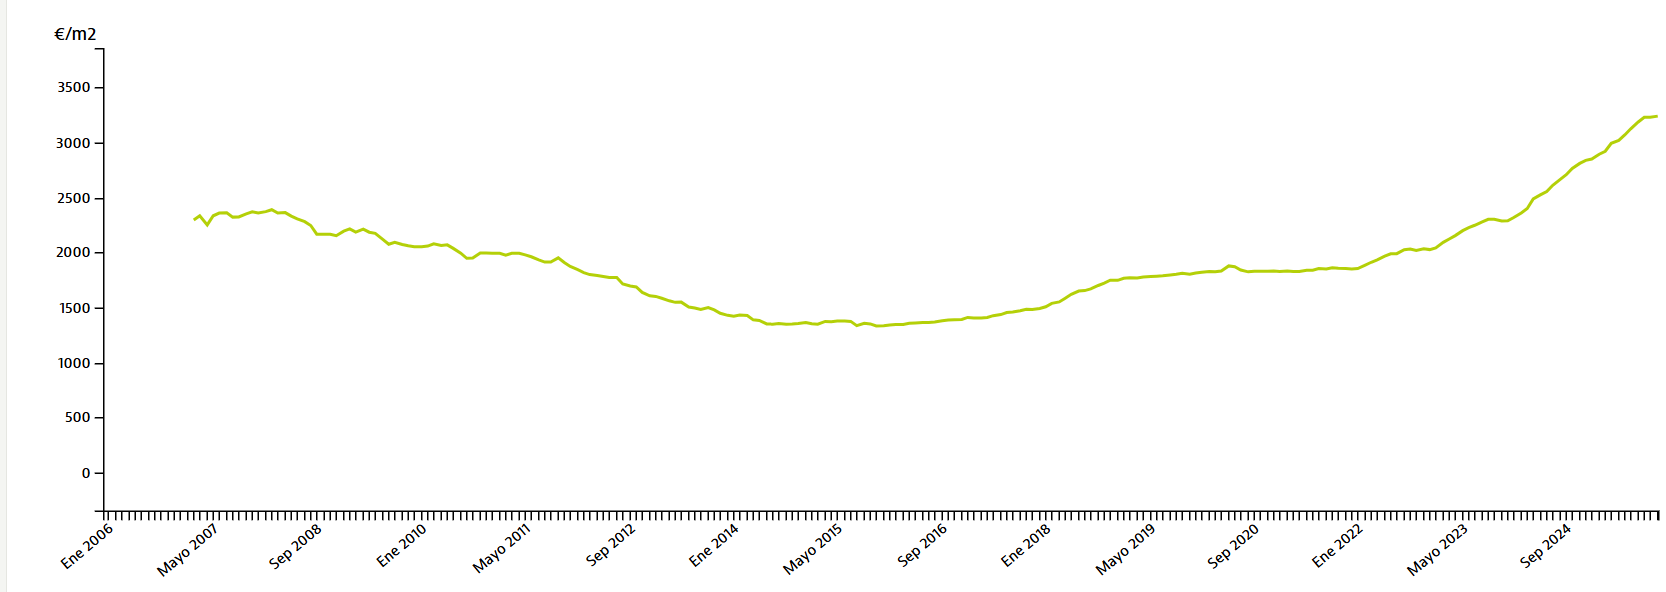 €/m2
3500
3000
2500
2000
1500
1000
500
0
Ene 2006
Mayo 2007
Sep 2008
Ene 2010
Mayo 2011
Sep 2012
Ene 2014
Mayo 2015
Sep 2016
Ene 2018
Mayo 2019
Sep 2020
Ene 2022
Mayo 2023
Sep 2024